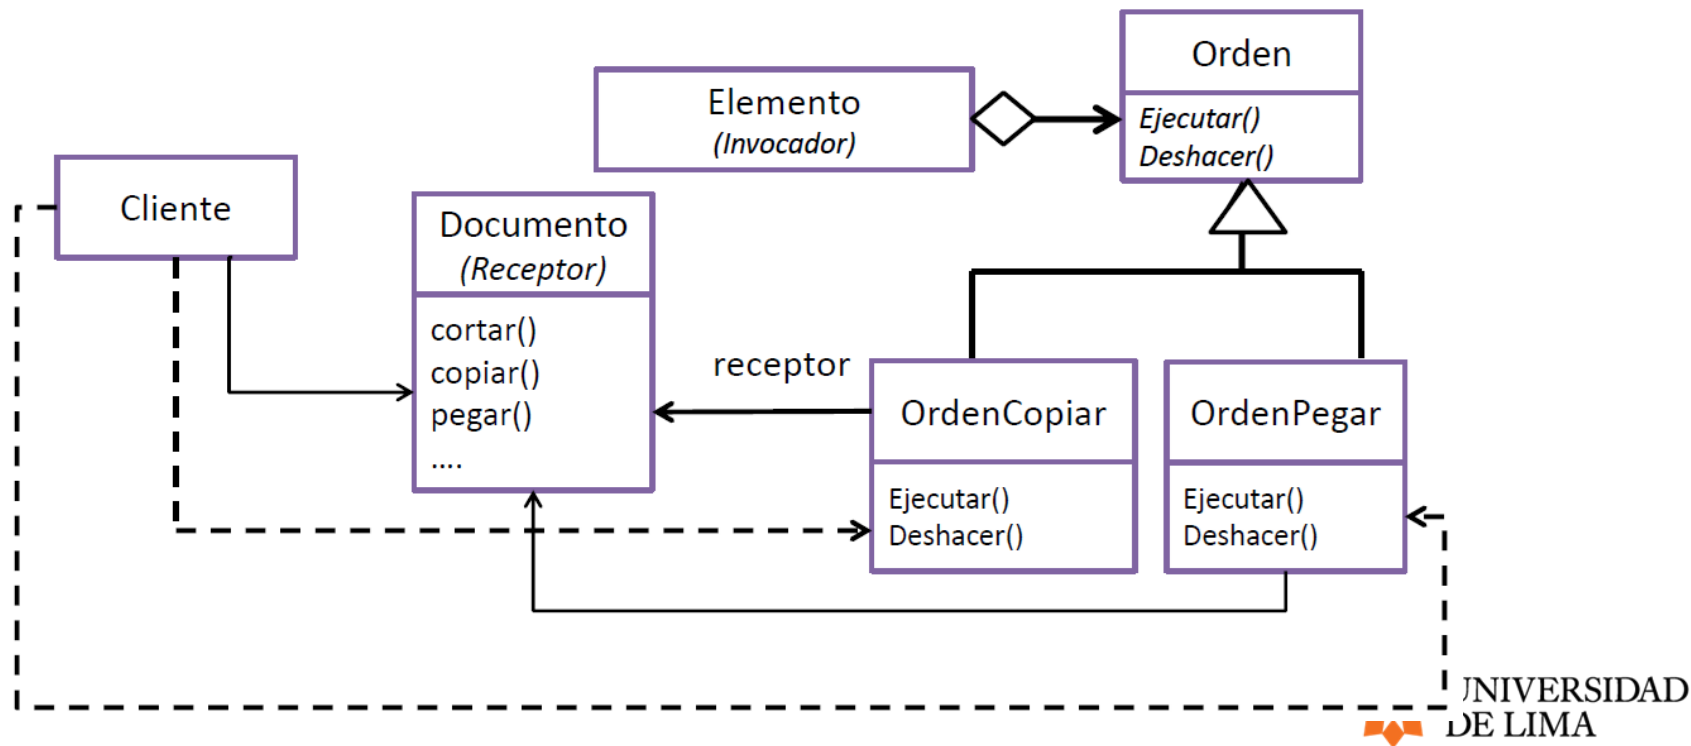 Orden
Ejecutar()
Deshacer()
Elemento
(Invocador)
Cliente
Documento
(Receptor)
cortar()
copiar()
pegar()
....
receptor
OrdenCopiar
Ejecutar()
Deshacer()
OrdenPegar
Ejecutar()
Deshacer()
UNIVERSIDAD
DE LIMA